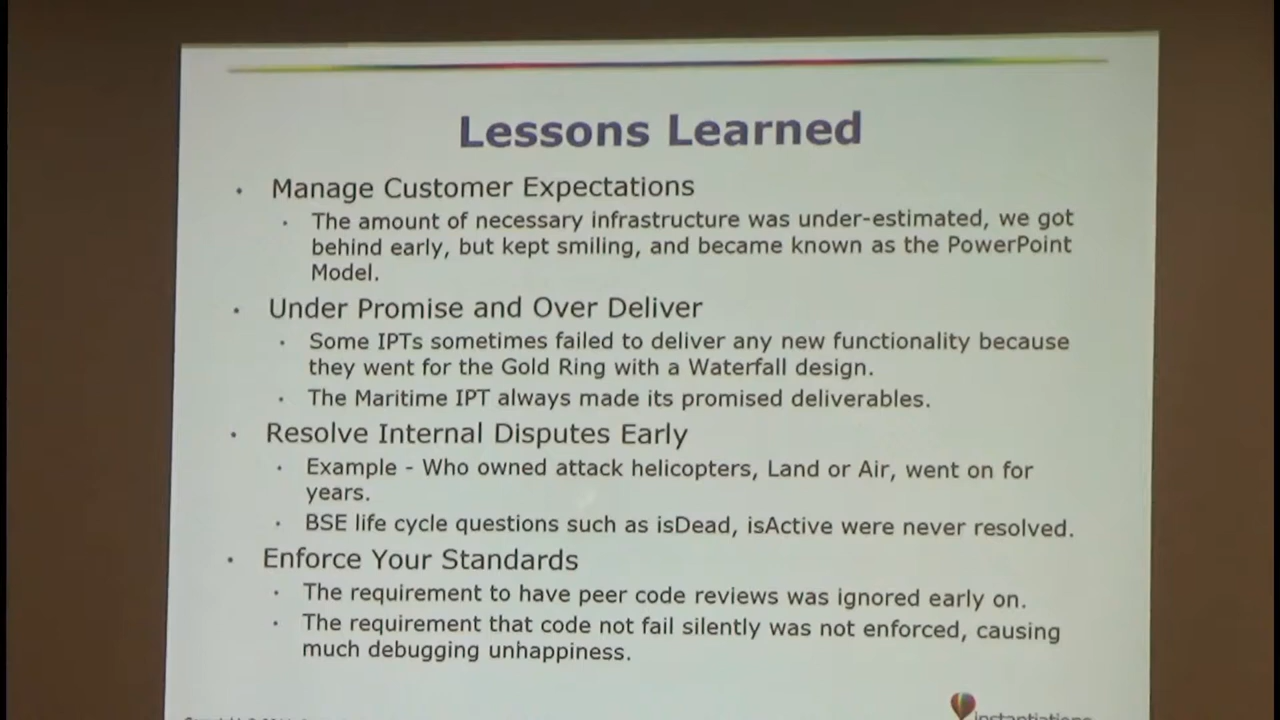 Lessons Learned
• Manage Customer Expectations
• The amount of necessary infrastructure was under-estimated, we got
behind early, but kept smiling, and became known as the PowerPoint
Model.
• Under Promise and Over Deliver
• Some IPTs sometimes failed to deliver any new functionality because
they went for the Gold Ring with a Waterfall design.
• The Maritime IPT always made its promised deliverables.
• Resolve Internal Disputes Early
• Example - Who owned attack helicopters, Land or Air, went on for
years.
• BSE life cycle questions such as isDead, isActive were never resolved.
• Enforce Your Standards
• The requirement to have peer code reviews was ignored early on.
• The requirement that code not fail silently was not enforced, causing
much debugging unhappiness.
instantiations